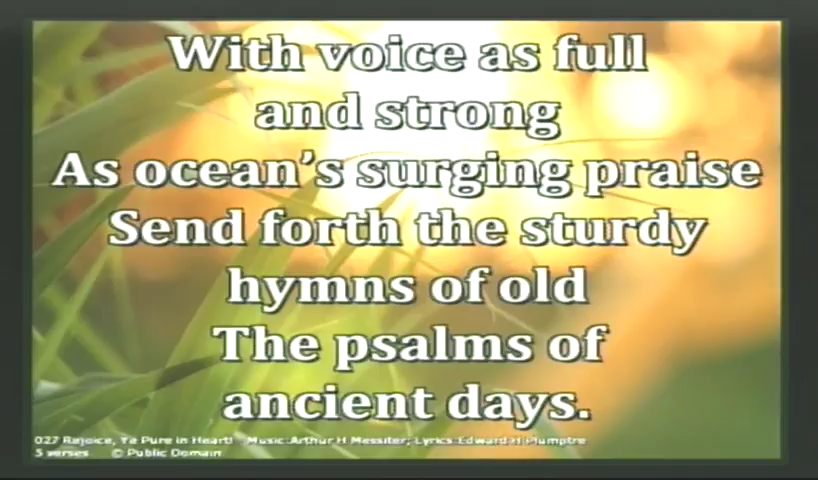 With voice as full
and strong
As ocean's surging praise
Send forth the sturdy
hymns of old
The psalms of
ancient days.
027 Rejoice, Ye Pure in Heart! - Music: Arthur H Messiter; Lyrics: Edward H Plumptre
5 verses © Public Domain